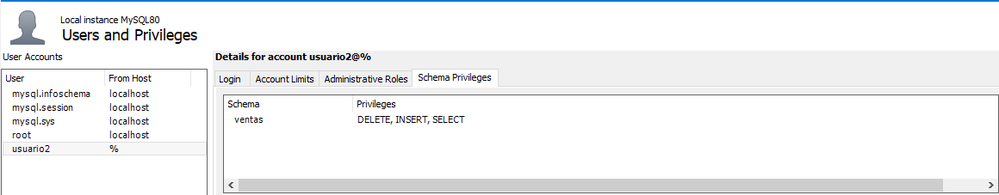 Local instance MySQL80
Users and Privileges
User Accounts
User From Host
mysql.infoschema localhost
mysql.session localhost
mysql.sys localhost
root localhost
usuario2 %
Details for account usuario2@%
Login Account Limits Administrative Roles Schema Privileges
Schema Privileges
ventas DELETE, INSERT, SELECT